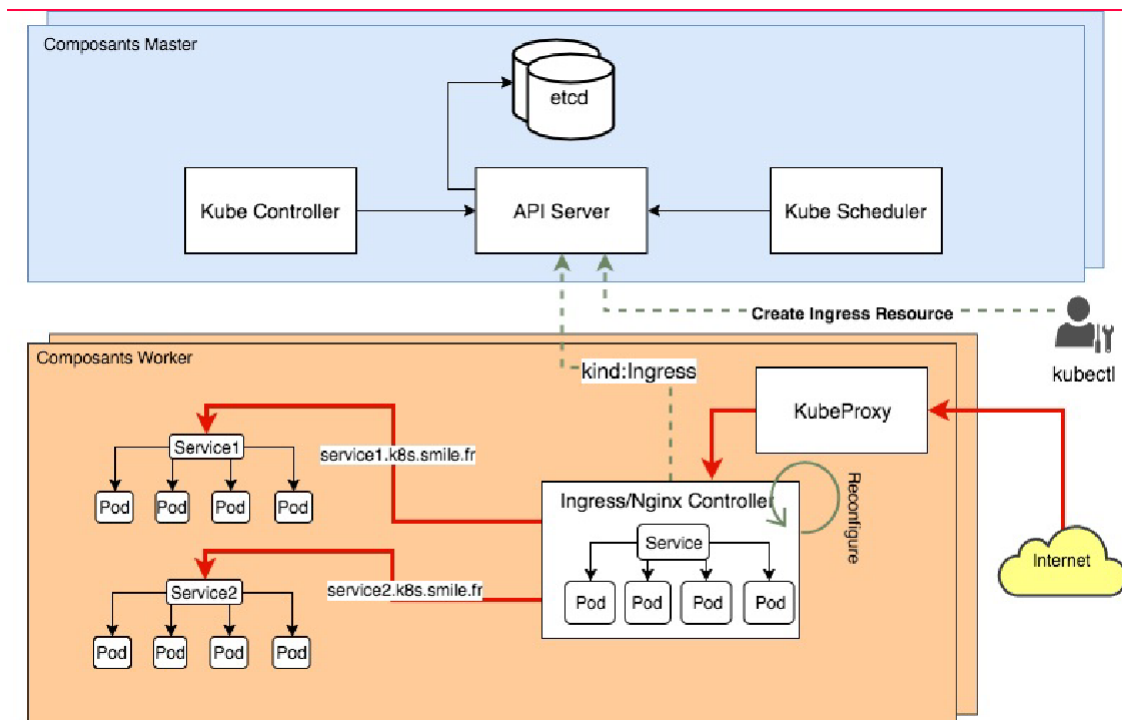 Composants Master
etcd
Kube Controller
API Server
Kube Scheduler
Create Ingress Resource
kubectl
Composants Worker
kind:Ingress
KubeProxy
Service1
service1.k8s.smile.fr
Pod
Pod
Pod
Pod
Ingress/Nginx Controller
Reconfigure
Service
Internet
Service2
service2.k8s.smile.fr
Pod
Pod
Pod
Pod
Pod
Pod
Pod
Pod